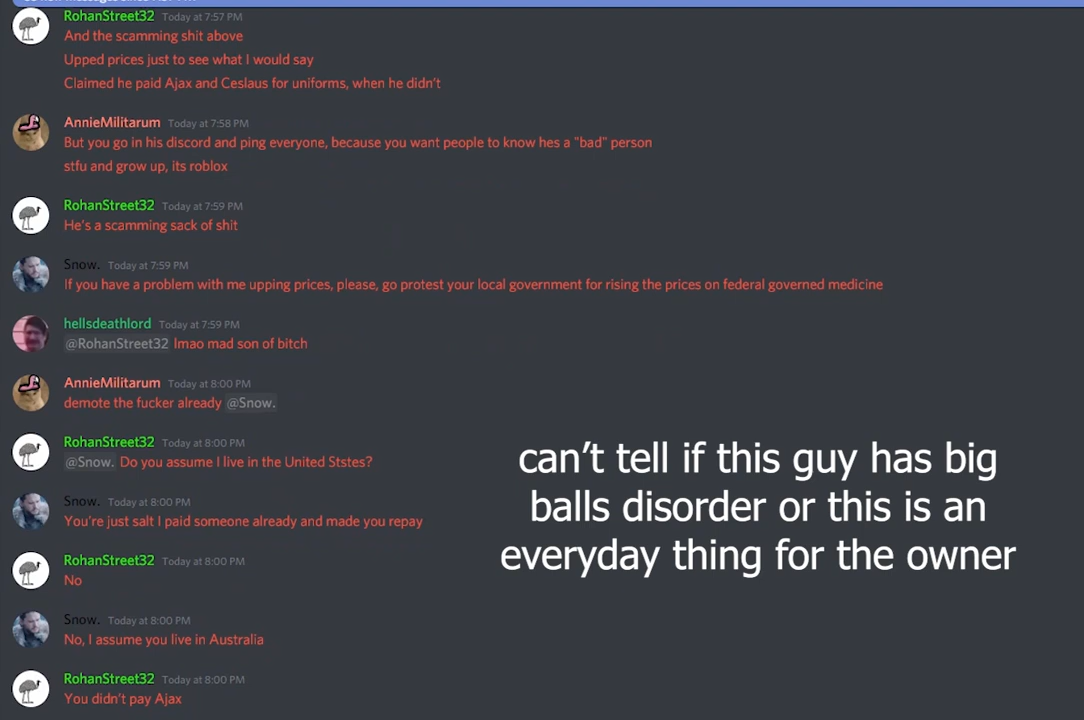 RohanStreet32 Today at 7:57 PM
And the scamming shit above
Upped prices just to see what I would say
Claimed he paid Ajax and Ceslaus for uniforms, when he didn't
AnnieMilitarum Today at 7:58 PM
But you go in his discord and ping everyone, because you want people to know hes a "bad" person
stfu and grow up, its roblox
RohanStreet32 Today at 7:59 PM
He's a scamming sack of shit
Snow. Today at 7:59 PM
If you have a problem with me upping prices, please, go protest your local government for rising the prices on federal governed medicine
hellsdeathlord Today at 7:59 PM
@RohanStreet32 lmao mad son of bitch
AnnieMilitarum Today at 8:00 PM
demote the fucker already @Snow.
RohanStreet32 Today at 8:00 PM
@Snow. Do you assume I live in the United Ststes?
Snow. Today at 8:00 PM
You're just salt I paid someone already and made you repay
RohanStreet32 Today at 8:00 PM
No
Snow. Today at 8:00 PM
No, I assume you live in Australia
RohanStreet32 Today at 8:00 PM
You didn't pay Ajax
can't tell if this guy has big
balls disorder or this is an
everyday thing for the owner